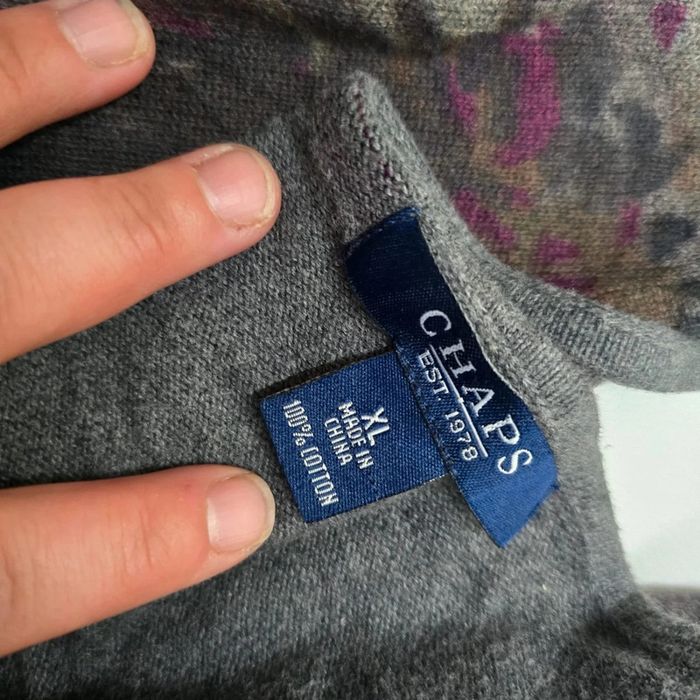 CHAPS
EST. 1978
XL
MADE IN
CHINA
100% COTTON